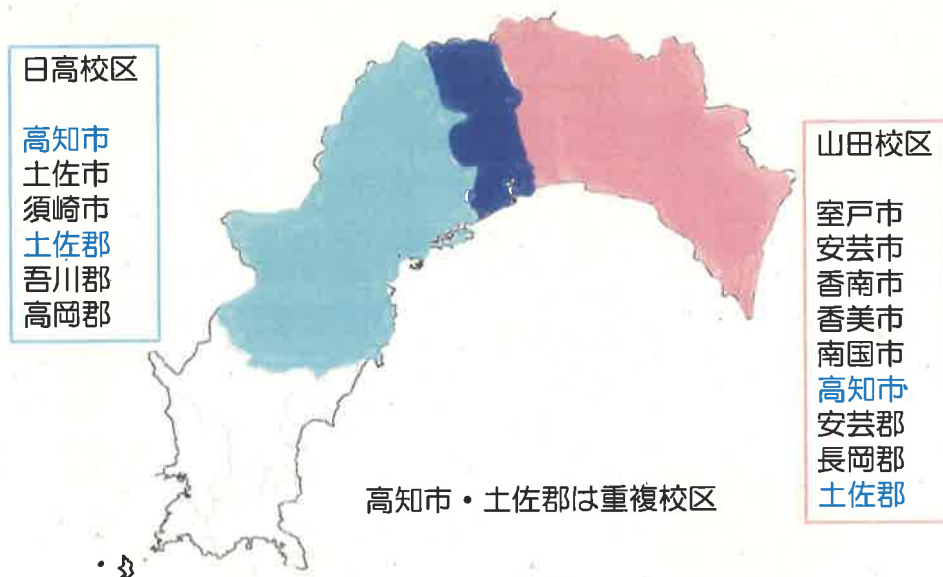 日高校区
高知市
土佐市
須崎市
土佐郡
吾川郡
高岡郡
山田校区
室戸市
安芸市
香南市
香美市
南国市
高知市
安芸郡
長岡郡
土佐郡
高知市・土佐郡は重複校区